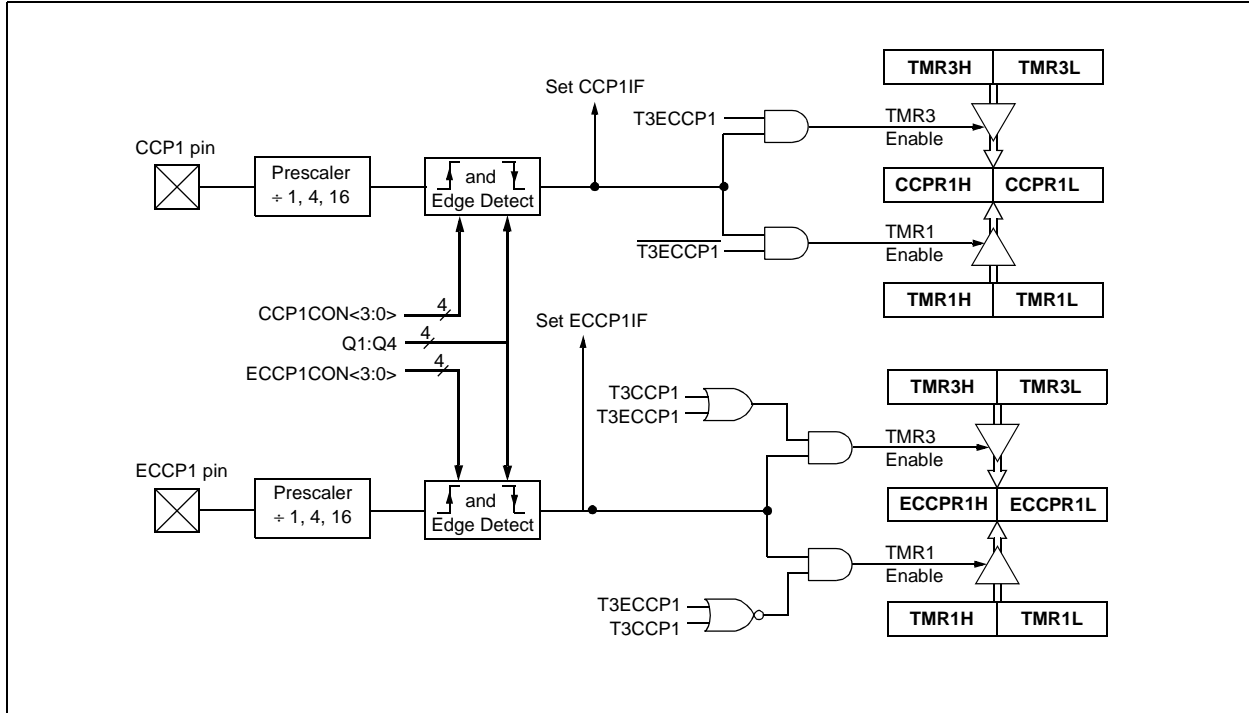 TMR3H TMR3L
Set CCP1IF
T3ECCP1
TMR3
Enable
CCP1 pin
Prescaler
÷ 1, 4, 16
and
Edge Detect
CCPR1H CCPR1L
T3ECCP1
TMR1
Enable
TMR1H TMR1L
CCP1CON<3:0>
4
Q1:Q4
4
ECCP1CON<3:0>
4
Set ECCP1IF
TMR3H TMR3L
T3CCP1
T3ECCP1
TMR3
Enable
ECCP1 pin
Prescaler
÷ 1, 4, 16
and
Edge Detect
ECCPR1H ECCPR1L
TMR1
Enable
T3ECCP1
T3CCP1
TMR1H TMR1L